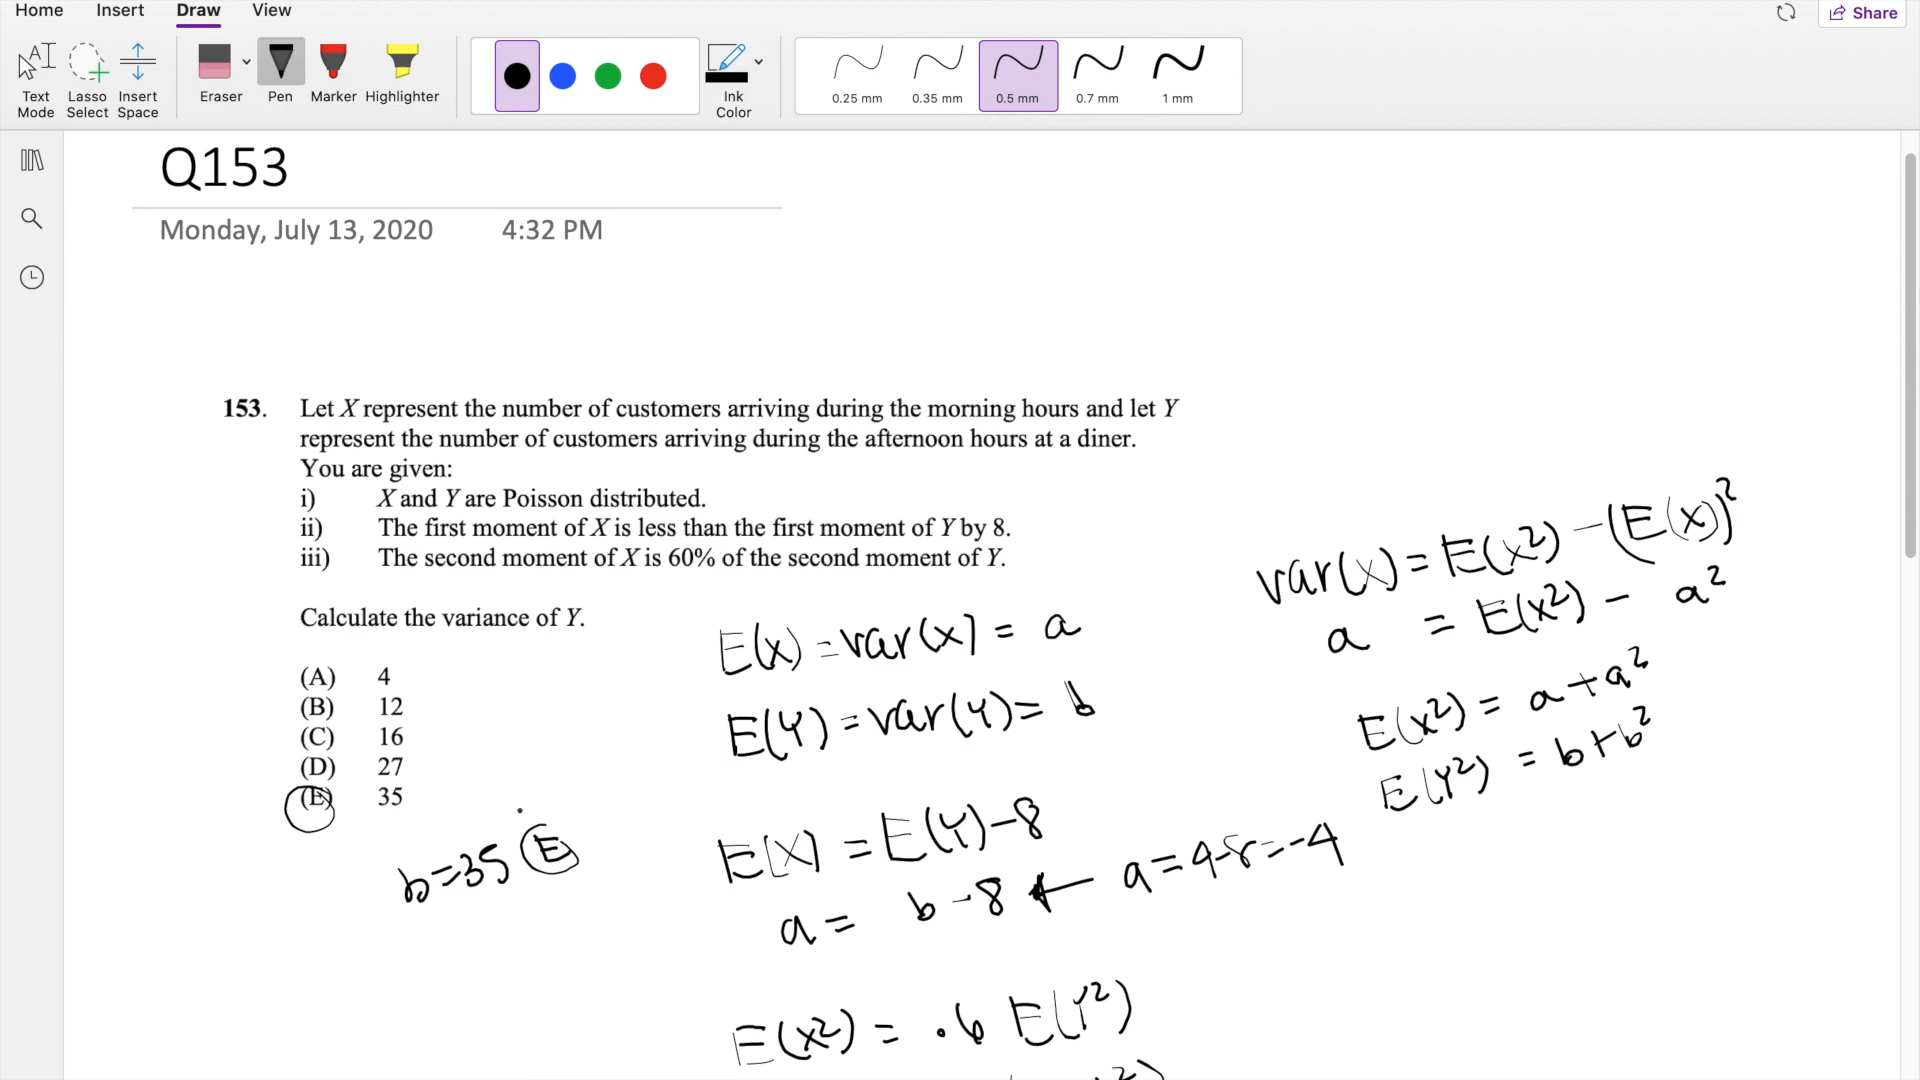 Home Insert Draw View
Share
Text Mode
Lasso Select
Insert Space
Eraser
Pen
Marker
Highlighter
Ink Color
0.25 mm
0.35 mm
0.5 mm
0.7 mm
1 mm
Q153
Monday, July 13, 2020 4:32 PM
153. Let X represent the number of customers arriving during the morning hours and let Y
represent the number of customers arriving during the afternoon hours at a diner.
You are given:
i) X and Y are Poisson distributed.
ii) The first moment of X is less than the first moment of Y by 8.
iii) The second moment of X is 60% of the second moment of Y.
Calculate the variance of Y.
(A) 4
(B) 12
(C) 16
(D) 27
(E) 35
b=35 E
E(X) = var(X) = a
E(Y) = var(Y) = b
E(X) = E(Y)-8
a = b-8 ← a=4-8=-4
E(X²) = .6 E(Y²)
var(X) = E(X²) - (E(X))²
a = E(X²) - a²
E(X²) = a+a²
E(Y²) = b+b²